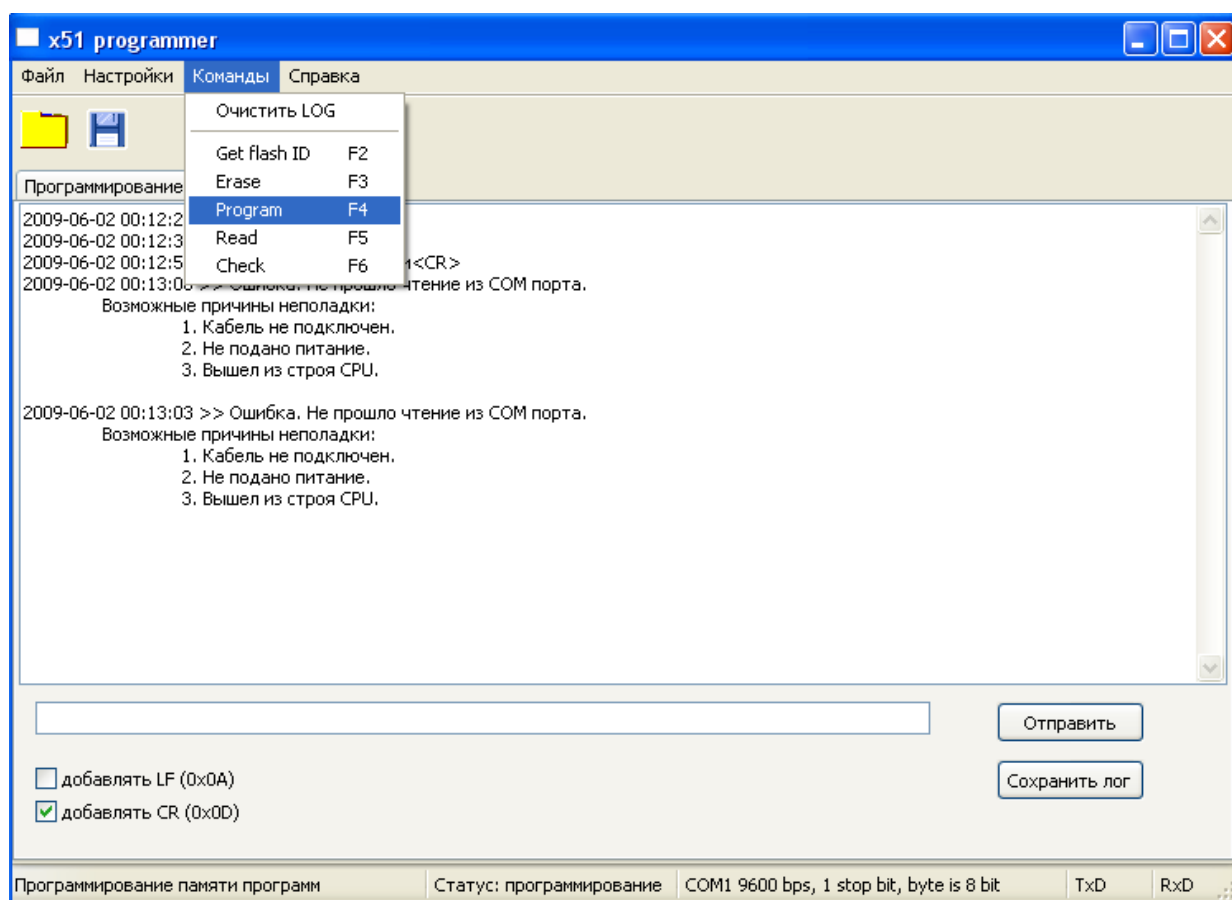 x51 programmer
Файл Настройки Команды Справка
Очистить LOG
Get flash ID F2
Erase F3
Program F4
Read F5
Check F6
Программирование
2009-06-02 00:12:2
2009-06-02 00:12:3
2009-06-02 00:12:5 <CR>
2009-06-02 00:13:00 >> Ошибка. Не прошло чтение из COM порта.
Возможные причины неполадки:
1. Кабель не подключен.
2. Не подано питание.
3. Вышел из строя CPU.
2009-06-02 00:13:03 >> Ошибка. Не прошло чтение из COM порта.
Возможные причины неполадки:
1. Кабель не подключен.
2. Не подано питание.
3. Вышел из строя CPU.
Отправить
добавлять LF (0x0A)
Сохранить лог
добавлять CR (0x0D)
Программирование памяти програм Статус: программирование COM1 9600 bps, 1 stop bit, byte is 8 bit TxD RxD